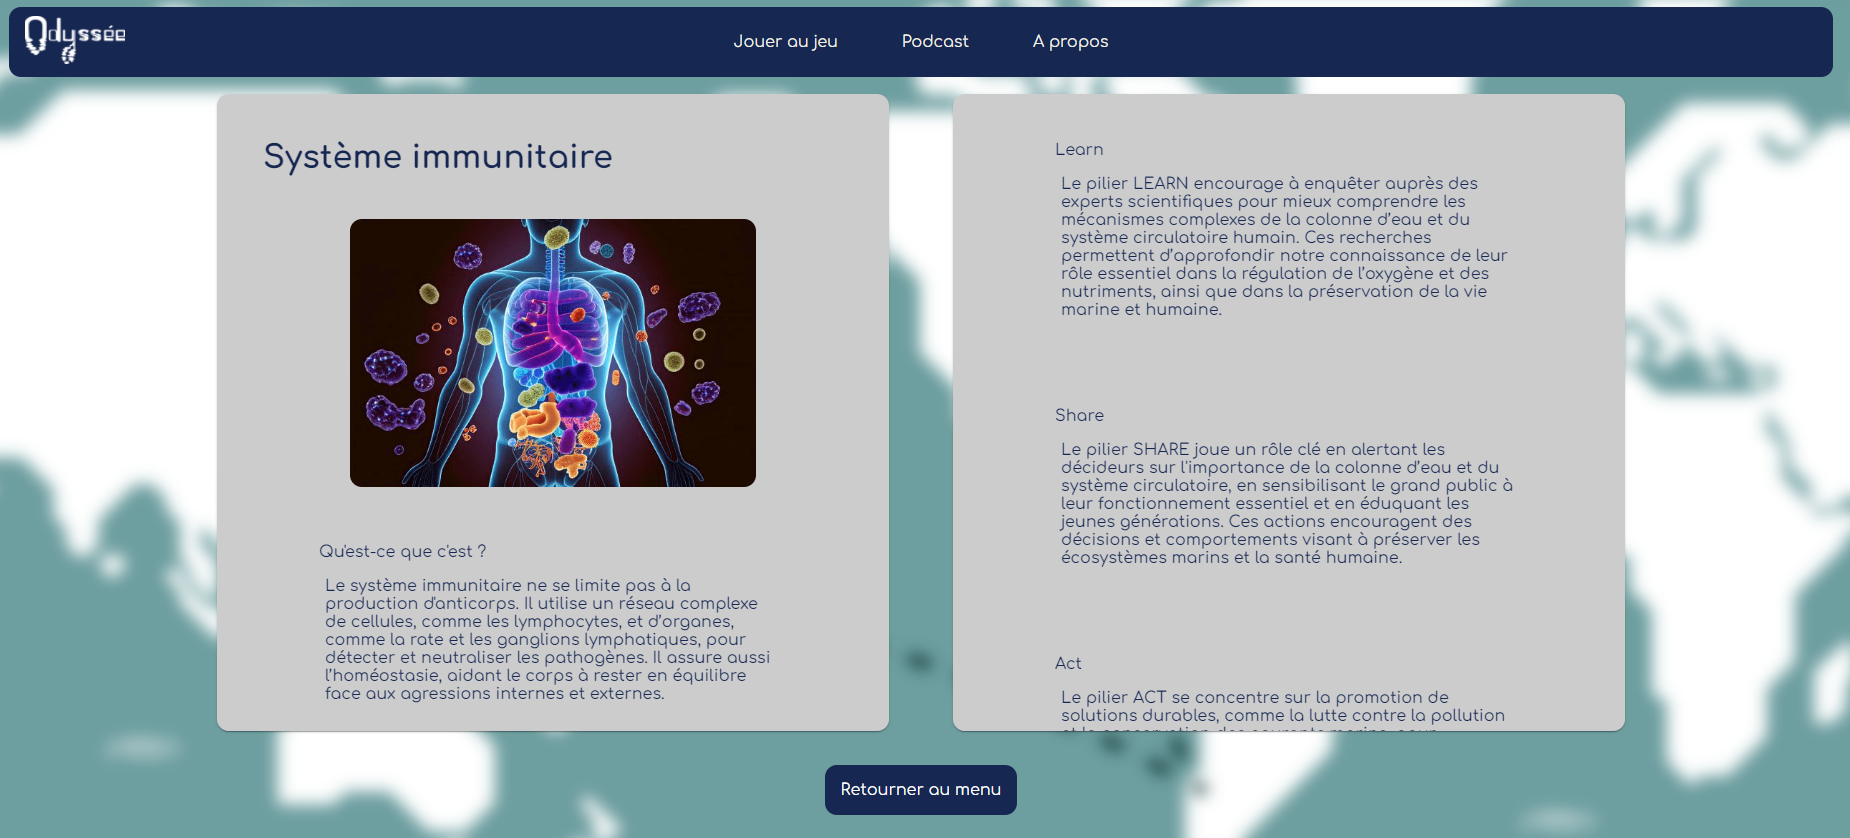 Odyssée
Jouer au jeu
Podcast
A propos
Système immunitaire
Qu'est-ce que c'est ?
Le système immunitaire ne se limite pas à la
production d'anticorps. Il utilise un réseau complexe
de cellules, comme les lymphocytes, et d’organes,
comme la rate et les ganglions lymphatiques, pour
détecter et neutraliser les pathogènes. Il assure aussi
l’homéostasie, aidant le corps à rester en équilibre
face aux agressions internes et externes.
Learn
Le pilier LEARN encourage à enquêter auprès des
experts scientifiques pour mieux comprendre les
mécanismes complexes de la colonne d’eau et du
système circulatoire humain. Ces recherches
permettent d’approfondir notre connaissance de leur
rôle essentiel dans la régulation de l’oxygène et des
nutriments, ainsi que dans la préservation de la vie
marine et humaine.
Share
Le pilier SHARE joue un rôle clé en alertant les
décideurs sur l'importance de la colonne d’eau et du
système circulatoire, en sensibilisant le grand public à
leur fonctionnement essentiel et en éduquant les
jeunes générations. Ces actions encouragent des
décisions et comportements visant à préserver les
écosystèmes marins et la santé humaine.
Act
Le pilier ACT se concentre sur la promotion de
solutions durables, comme la lutte contre la pollution
Retourner au menu